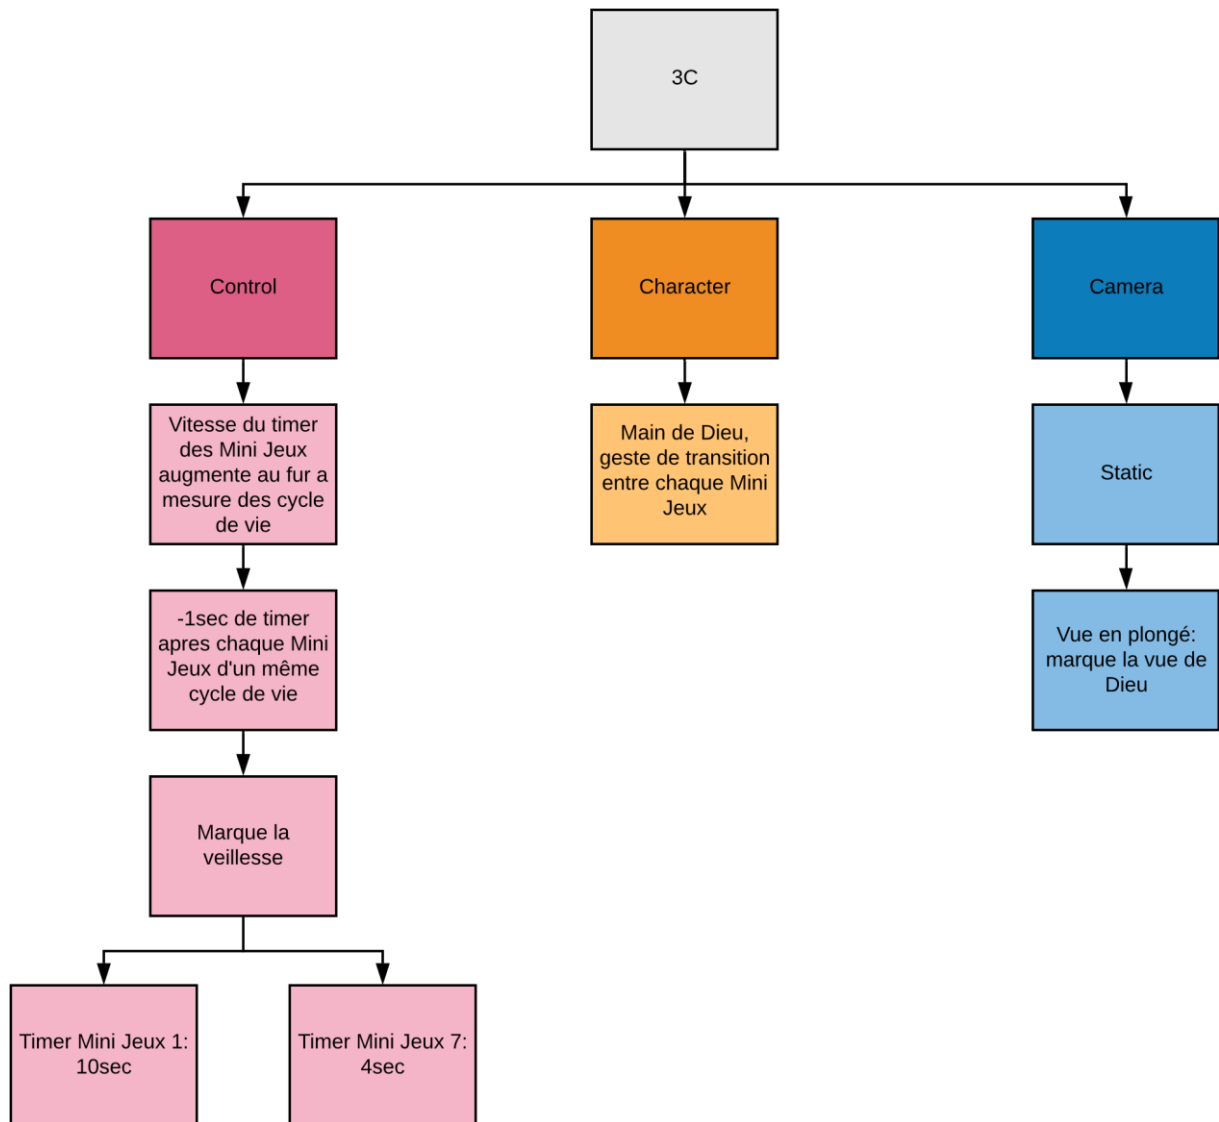 3C
Control
Character
Camera
Vitesse du timer
des Mini Jeux
augmente au fur a
mesure des cycle
de vie
Main de Dieu,
geste de transition
entre chaque Mini
Jeux
Static
-1sec de timer
apres chaque Mini
Jeux d'un même
cycle de vie
Vue en plongé:
marque la vue de
Dieu
Marque la
veillesse
Timer Mini Jeux 1:
10sec
Timer Mini Jeux 7:
4sec